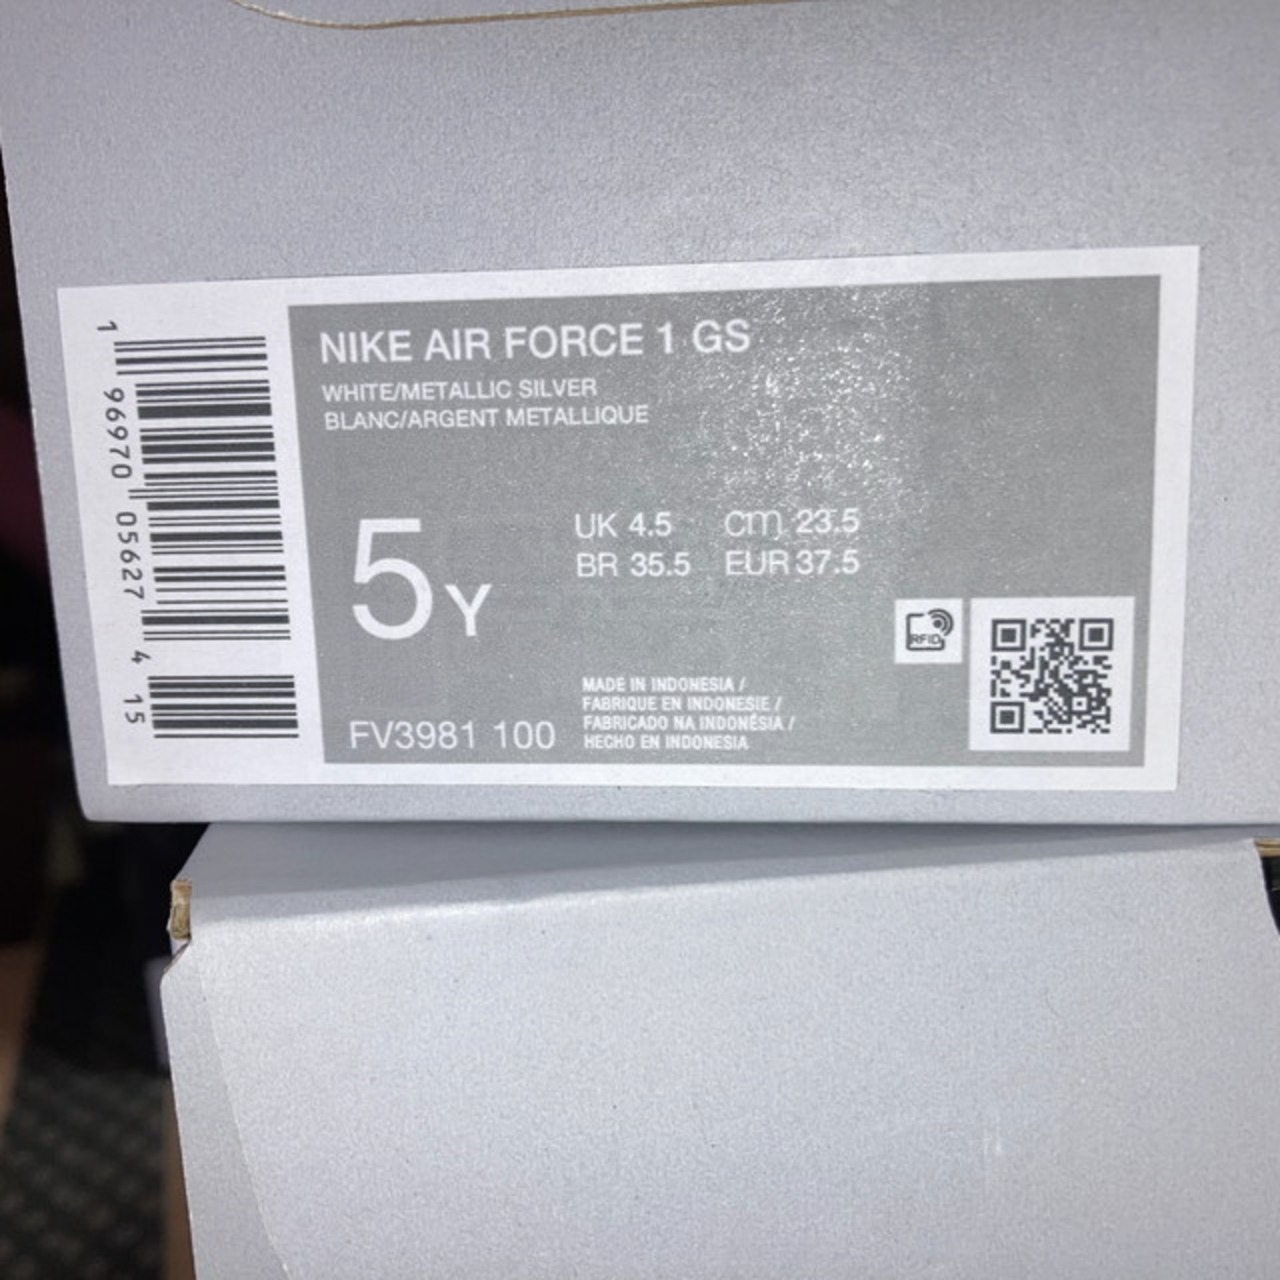 NIKE AIR FORCE 1 GS
WHITE/METALLIC SILVER
BLANC/ARGENT METALLIQUE
5Y
UK 4.5 cm 23.5
BR 35.5 EUR 37.5
RFID
MADE IN INDONESIA /
FABRIQUE EN INDONESIE /
FABRICADO NA INDONÉSIA /
HECHO EN INDONESIA
FV3981 100
1 96970 05627 4 15